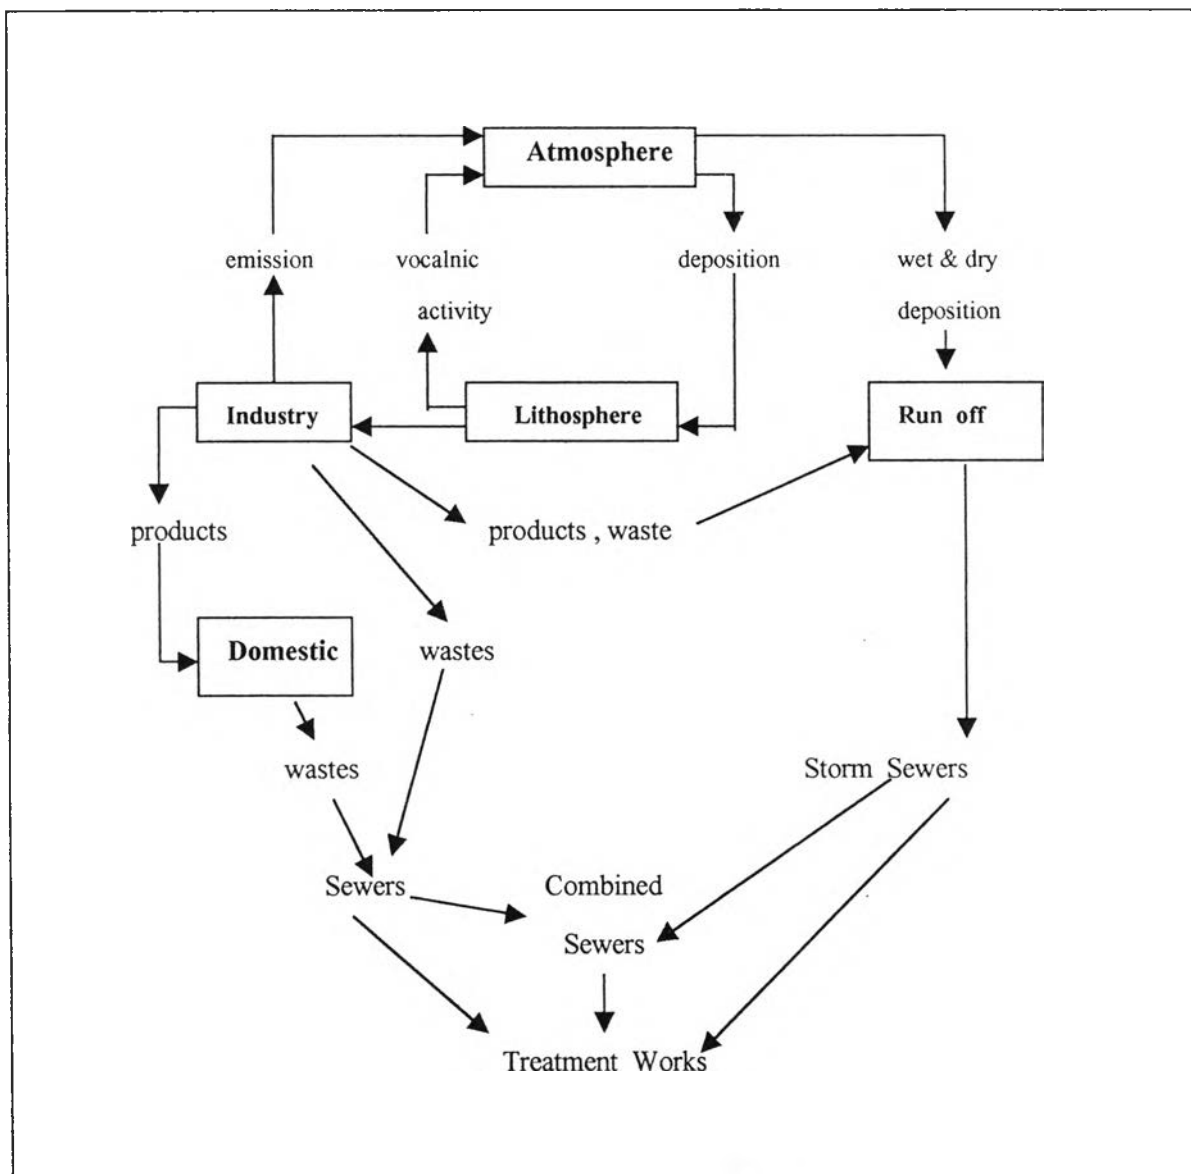 Atmosphere
emission
vocalnic
activity
deposition
wet & dry
deposition
Industry
Lithosphere
Run off
products
products , waste
Domestic
wastes
wastes
Storm Sewers
Sewers
Combined
Sewers
Treatment Works